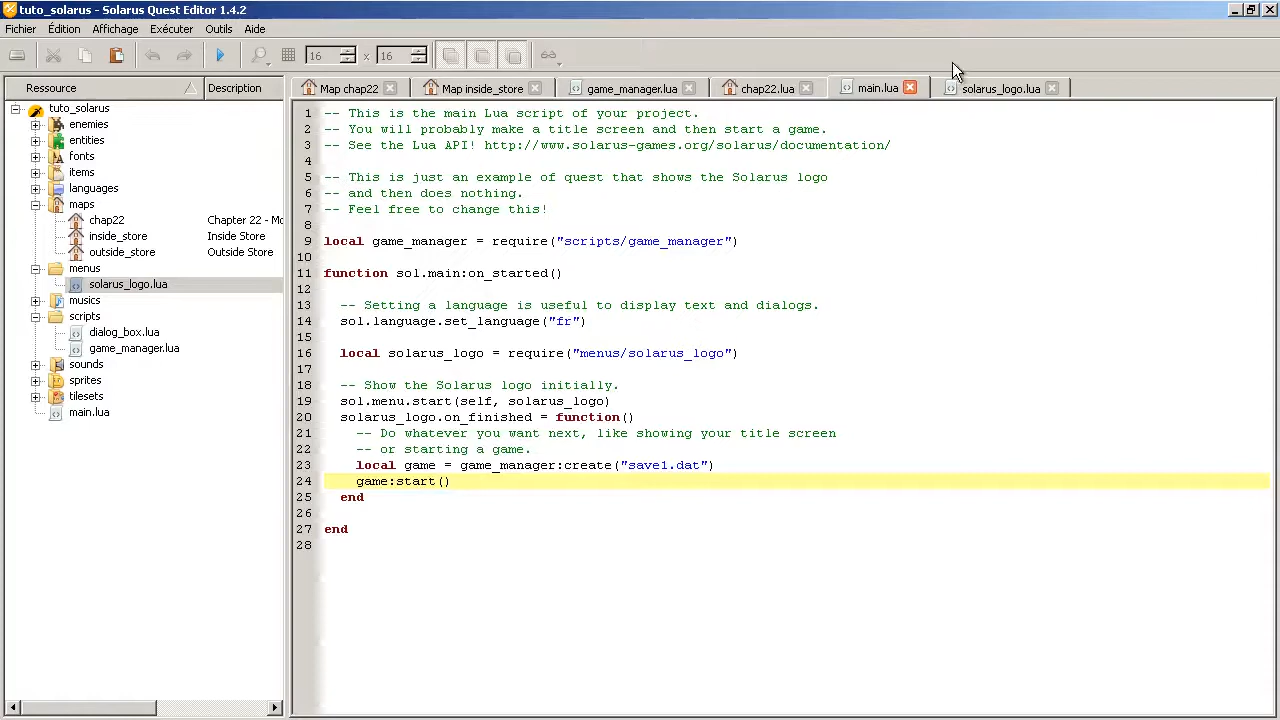 tuto_solarus - Solarus Quest Editor 1.4.2
Fichier Édition Affichage Exécuter Outils Aide
16 x 16
Ressource Description
tuto_solarus
enemies
entities
fonts
items
languages
maps
chap22 Chapter 22 - Mo
inside_store Inside Store
outside_store Outside Store
menus
solarus_logo.lua
musics
scripts
dialog_box.lua
game_manager.lua
sounds
sprites
tilesets
main.lua
Map chap22 Map inside_store game_manager.lua chap22.lua main.lua solarus_logo.lua
1 -- This is the main Lua script of your project.
2 -- You will probably make a title screen and then start a game.
3 -- See the Lua API! http://www.solarus-games.org/solarus/documentation/
4
5 -- This is just an example of quest that shows the Solarus logo
6 -- and then does nothing.
7 -- Feel free to change this!
8
9 local game_manager = require("scripts/game_manager")
10
11 function sol.main:on_started()
12
13 -- Setting a language is useful to display text and dialogs.
14 sol.language.set_language("fr")
15
16 local solarus_logo = require("menus/solarus_logo")
17
18 -- Show the Solarus logo initially.
19 sol.menu.start(self, solarus_logo)
20 solarus_logo.on_finished = function()
21 -- Do whatever you want next, like showing your title screen
22 -- or starting a game.
23 local game = game_manager:create("save1.dat")
24 game:start()
25 end
26
27 end
28